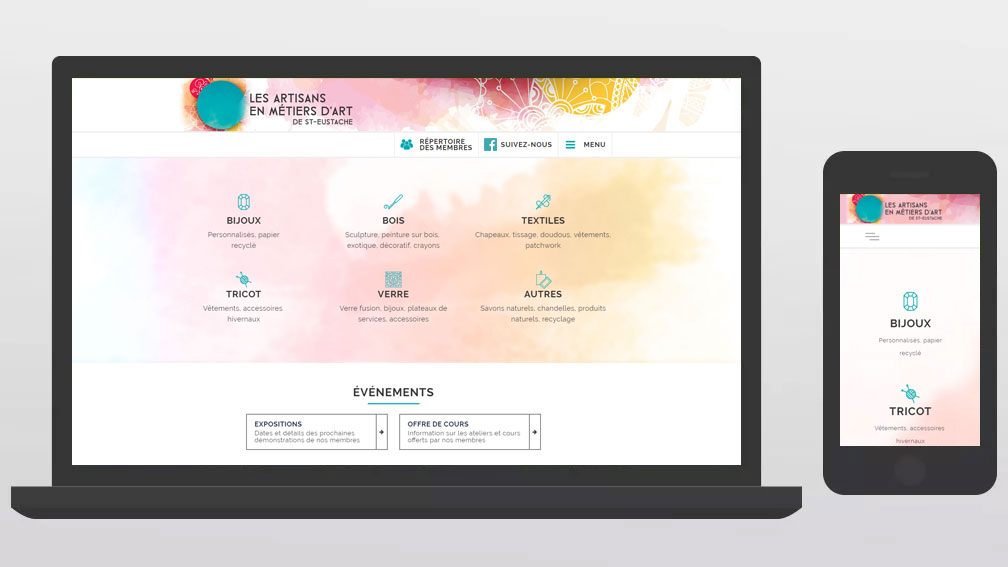 LES ARTISANS
EN MÉTIERS D'ART
DE ST-EUSTACHE
RÉPERTOIRE
DES MEMBRES
SUIVEZ-NOUS
MENU
BIJOUX
Personnalisés, papier
recyclé
BOIS
Sculpture, peinture sur bois,
exotique, décoratif, crayons
TEXTILES
Chapeaux, tissage, doudous, vêtements,
patchwork
TRICOT
Vêtements, accessoires
hivernaux
VERRE
Verre fusion, bijoux, plateaux de
services, accessoires
AUTRES
Savons naturels, chandelles, produits
naturels, recyclage
ÉVÉNEMENTS
EXPOSITIONS
Dates et détails des prochaines
démonstrations de nos membres
OFFRE DE COURS
Information sur les ateliers et cours
offerts par nos membres
LES ARTISANS
EN MÉTIERS D'ART
DE ST-EUSTACHE
BIJOUX
Personnalisés, papier
recyclé
TRICOT
Vêtements, accessoires
hivernaux